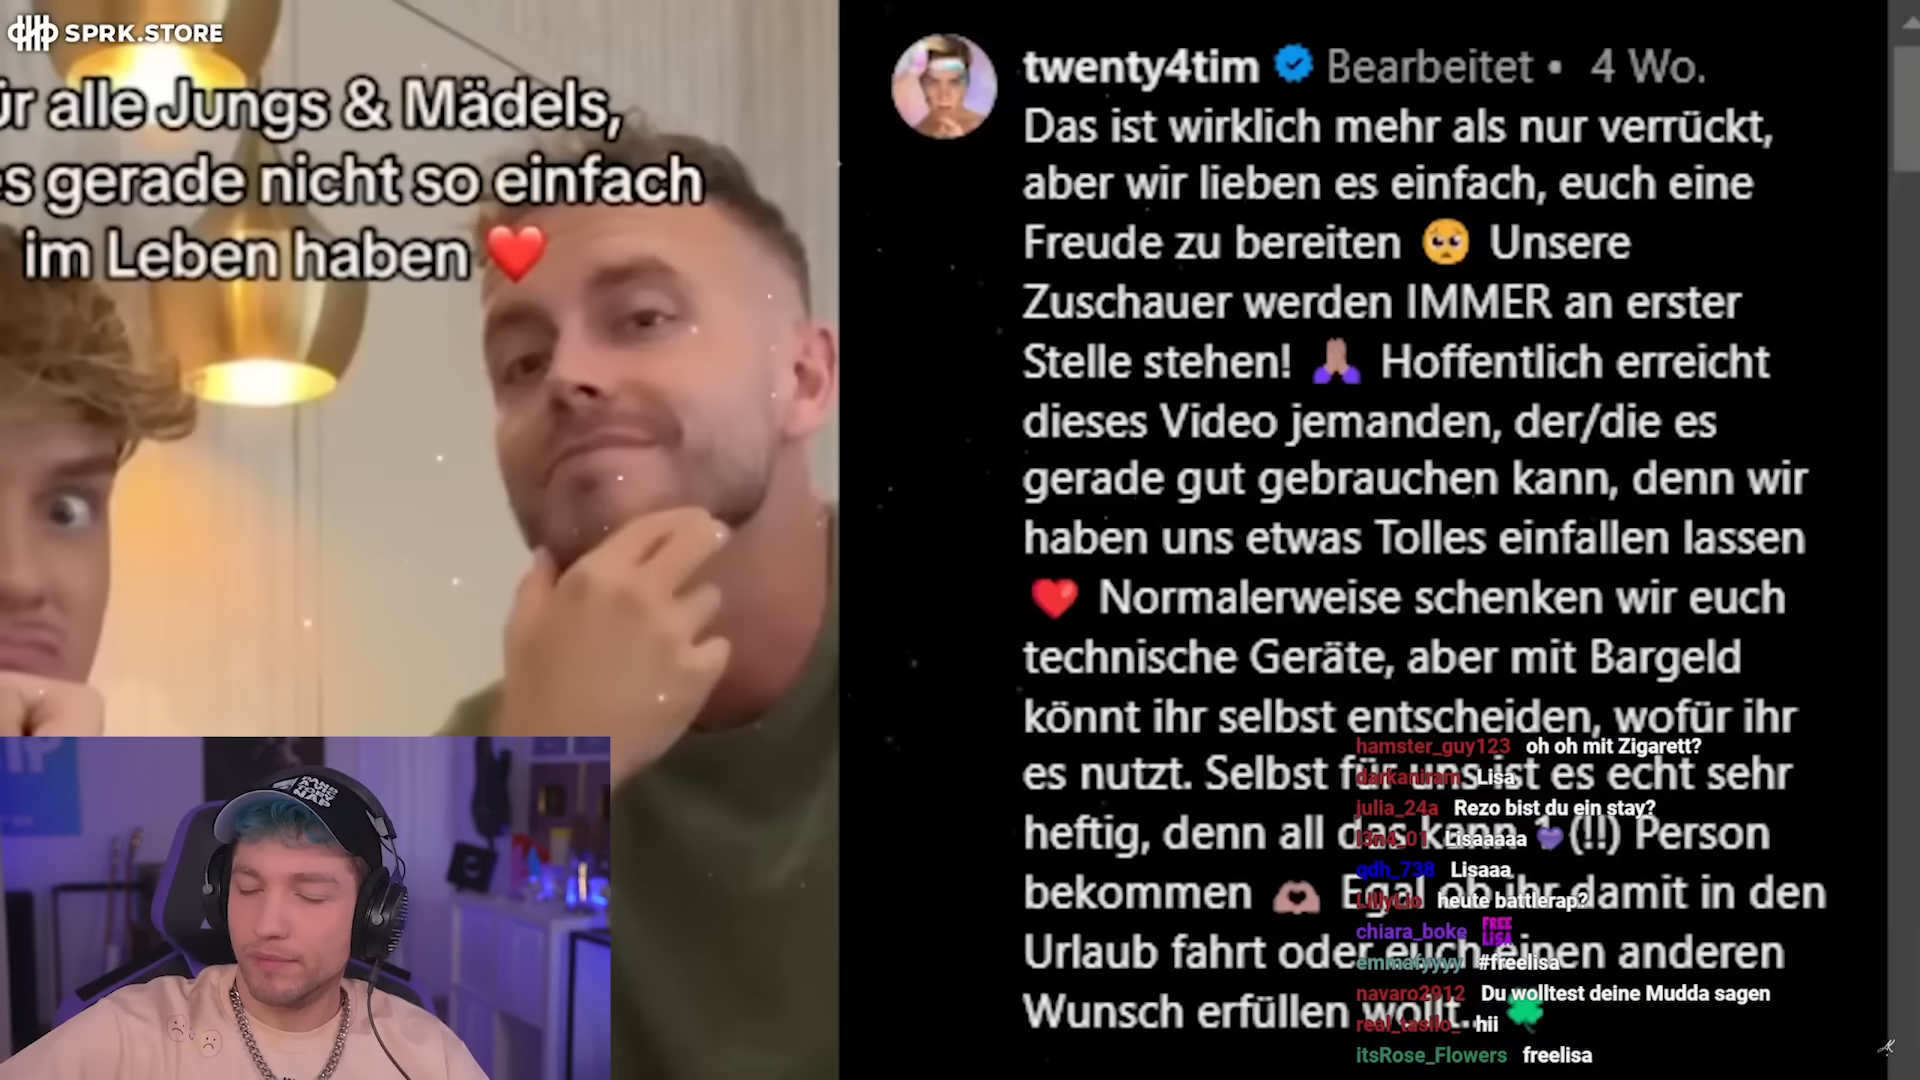 SPRK.STORE
ür alle Jungs & Mädels,
es gerade nicht so einfach
im Leben haben ❤️
twenty4tim Bearbeitet • 4 Wo.
Das ist wirklich mehr als nur verrückt,
aber wir lieben es einfach, euch eine
Freude zu bereiten 🥺 Unsere
Zuschauer werden IMMER an erster
Stelle stehen! 🙏🏼 Hoffentlich erreicht
dieses Video jemanden, der/die es
gerade gut gebrauchen kann, denn wir
haben uns etwas Tolles einfallen lassen
❤️ Normalerweise schenken wir euch
technische Geräte, aber mit Bargeld
könnt ihr selbst entscheiden, wofür ihr
es nutzt. Selbst für uns ist es echt sehr
heftig, denn all das kann 1 (!!) Person
bekommen 🫶🏼 Egal ob ihr damit in den
Urlaub fahrt oder euch einen anderen
Wunsch erfüllen wollt.. 🍀
hamster_guy123 oh oh mit Zigarett?
darkaniram Lisa
julia_24a Rezo bist du ein stay?
l3n4_01 Lisaaaaa 💜
qdh_738 Lisaaa
LillyLio heute battlerap?
chiara_boke FREE LISA
emmafyyyy #freelisa
navaro2912 Du wolltest deine Mudda sagen
real_tasilo_ hii
itsRose_Flowers freelisa